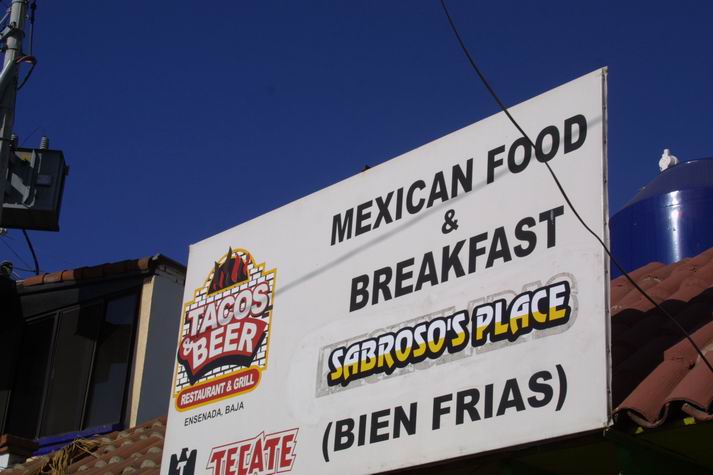 MEXICAN FOOD
&
BREAKFAST
SABROSO'S PLACE
(BIEN FRIAS)
TACOS
& BEER
RESTAURANT & GRILL
ENSENADA, BAJA
TECATE